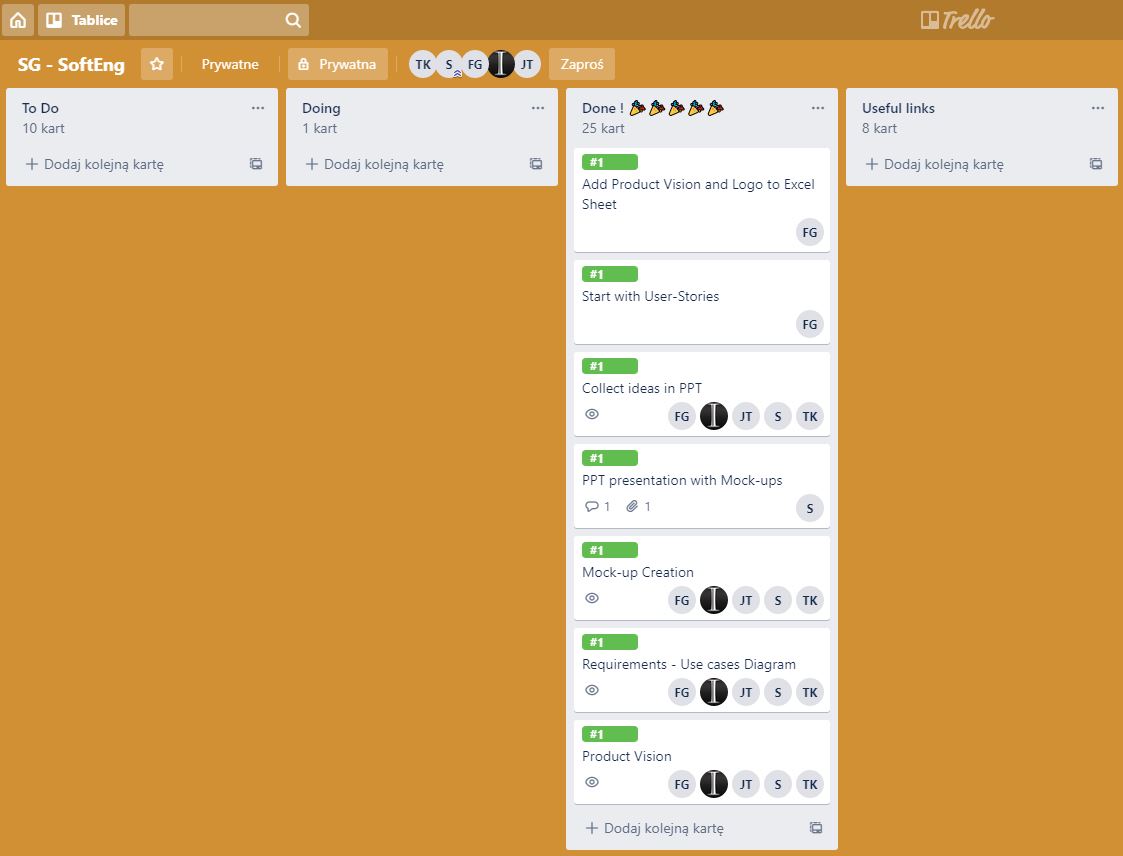 Tablice
Trello
SG - SoftEng
Prywatne
Prywatna
TK S FG I JT
Zaproś
To Do
10 kart
Dodaj kolejną kartę
Doing
1 kart
Dodaj kolejną kartę
Done ! 🎉🎉🎉🎉🎉
25 kart
#1
Add Product Vision and Logo to Excel
Sheet
FG
#1
Start with User-Stories
FG
#1
Collect ideas in PPT
FG I JT S TK
#1
PPT presentation with Mock-ups
1 1 S
#1
Mock-up Creation
FG I JT S TK
#1
Requirements - Use cases Diagram
FG I JT S TK
#1
Product Vision
FG I JT S TK
Dodaj kolejną kartę
Useful links
8 kart
Dodaj kolejną kartę